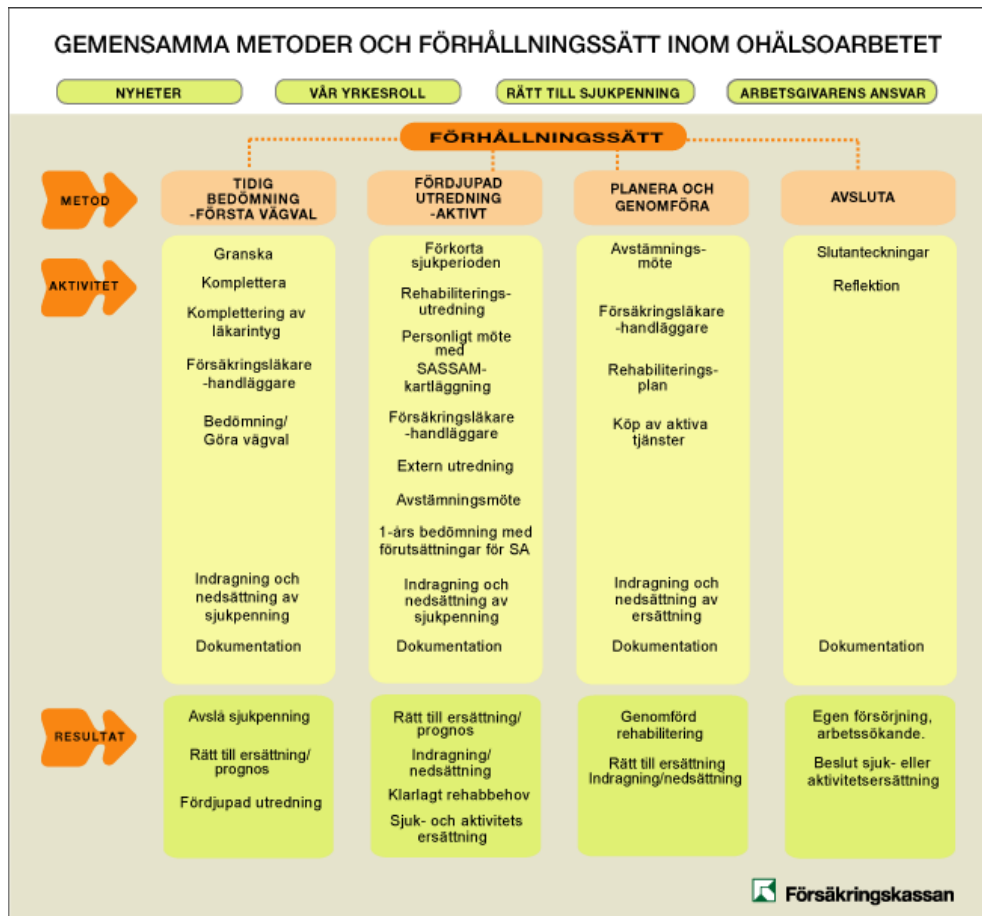 GEMENSAMMA METODER OCH FÖRHÅLLNINGSSÄTT INOM OHÄLSOARBETET
NYHETER
VÅR YRKESROLL
RÄTT TILL SJUKPENNING
ARBETSGIVARENS ANSVAR
FÖRHÅLLNINGSSÄTT
METOD
TIDIG
BEDÖMNING
-FÖRSTA VÄGVAL
FÖRDJUPAD
UTREDNING
-AKTIVT
PLANERA OCH
GENOMFÖRA
AVSLUTA
AKTIVITET
Granska
Komplettera
Komplettering av
läkarintyg
Försäkringsläkare
-handläggare
Bedömning/
Göra vägval
Indragning och
nedsättning av
sjukpenning
Dokumentation
Förkorta
sjukperioden
Rehabiliterings-
utredning
Personligt möte
med
SASSAM-
kartläggning
Försäkringsläkare
-handläggare
Extern utredning
Avstämningsmöte
1-års bedömning med
förutsättningar för SA
Indragning och
nedsättning av
sjukpenning
Dokumentation
Avstämnings-
möte
Försäkringsläkare
-handläggare
Rehabiliterings-
plan
Köp av aktiva
tjänster
Indragning och
nedsättning av
ersättning
Dokumentation
Slutanteckningar
Reflektion
Dokumentation
RESULTAT
Avslå sjukpenning
Rätt till ersättning/
prognos
Fördjupad utredning
Rätt till ersättning/
prognos
Indragning/
nedsättning
Klarlagt rehabbehov
Sjuk- och aktivitets
ersättning
Genomförd
rehabilitering
Rätt till ersättning
Indragning/nedsättning
Egen försörjning,
arbetssökande.
Beslut sjuk- eller
aktivitetsersättning
Försäkringskassan